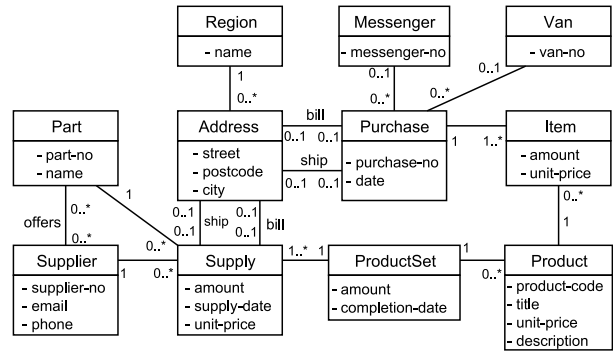 Region
- name
Messenger
- messenger-no
Van
- van-no
1
0..*
0..1
0..*
0..1
0..*
Part
- part-no
- name
Address
- street
- postcode
- city
bill
0..1 0..1
ship
0..1 0..1
Purchase
- purchase-no
- date
1
1..*
Item
- amount
- unit-price
offers
0..*
0..*
1
0..*
0..1
0..1
ship
0..1
0..1
bill
0..*
1
Supplier
- supplier-no
- email
- phone
1
0..*
Supply
- amount
- supply-date
- unit-price
1..*
1
ProductSet
- amount
- completion-date
1
0..*
Product
- product-code
- title
- unit-price
- description